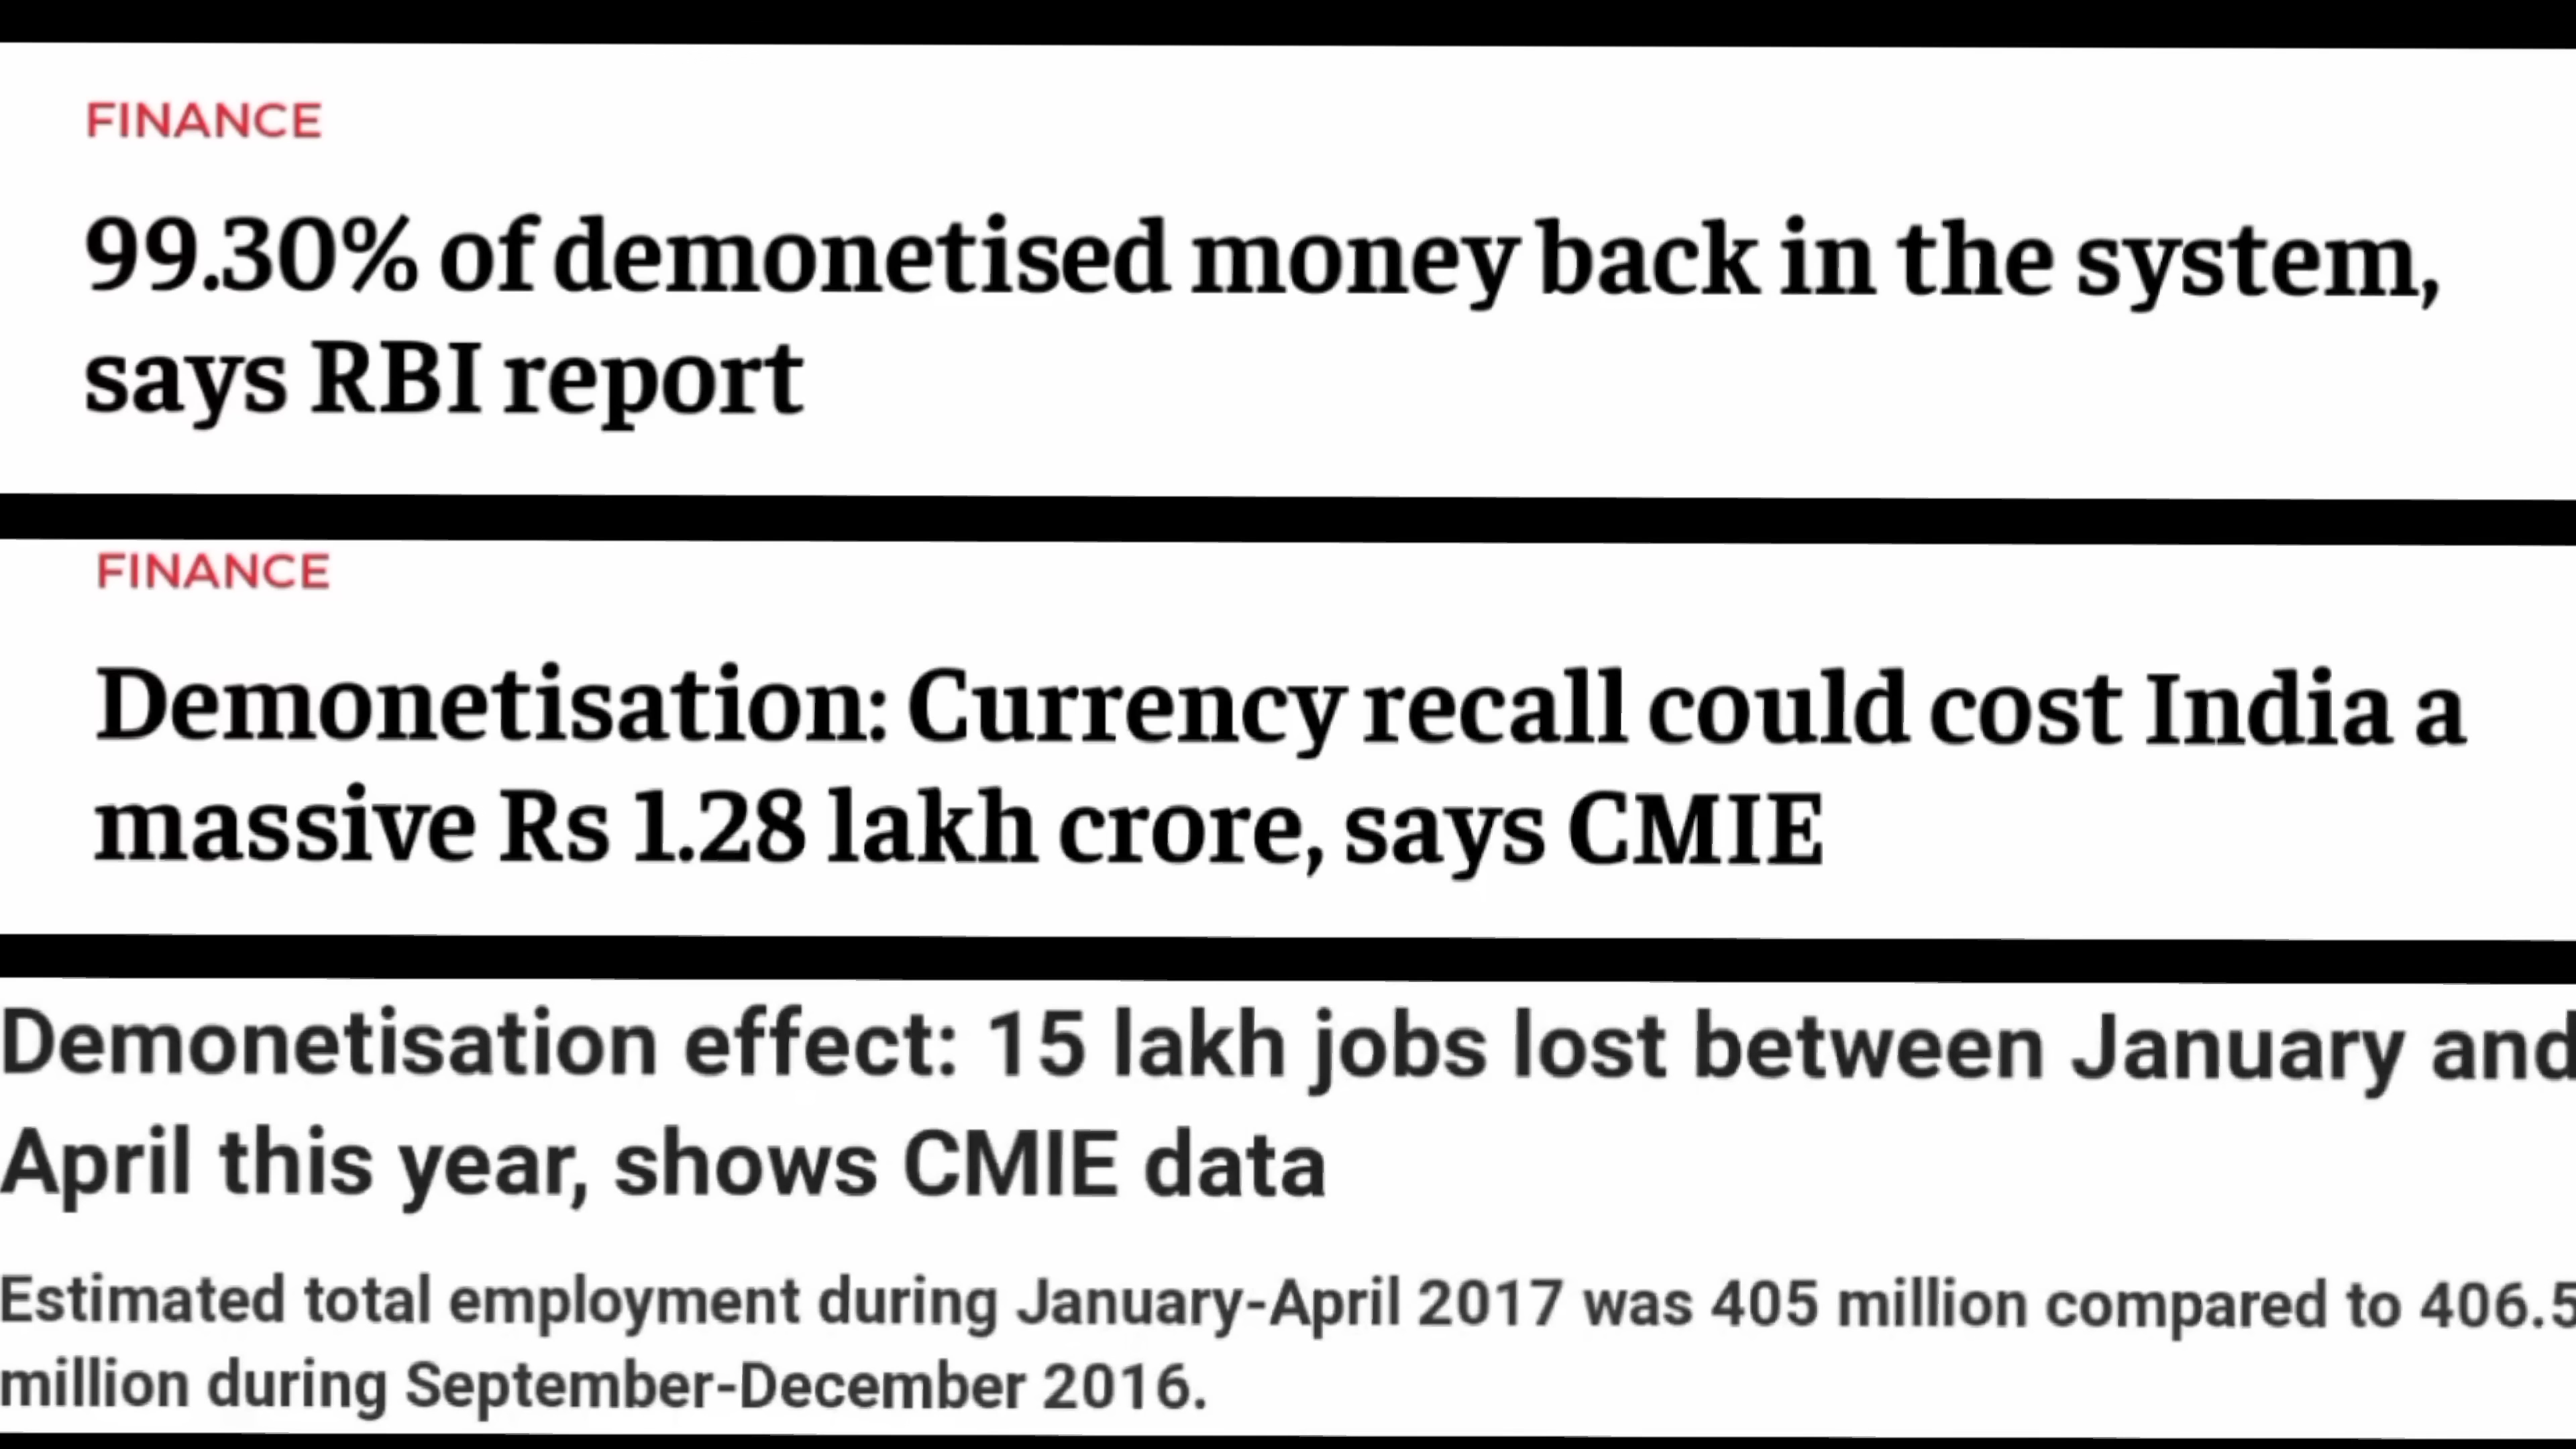 FINANCE
99.30% of demonetised money back in the system,
says RBI report
FINANCE
Demonetisation: Currency recall could cost India a
massive Rs 1.28 lakh crore, says CMIE
Demonetisation effect: 15 lakh jobs lost between January and
April this year, shows CMIE data
Estimated total employment during January-April 2017 was 405 million compared to 406.5
million during September-December 2016.